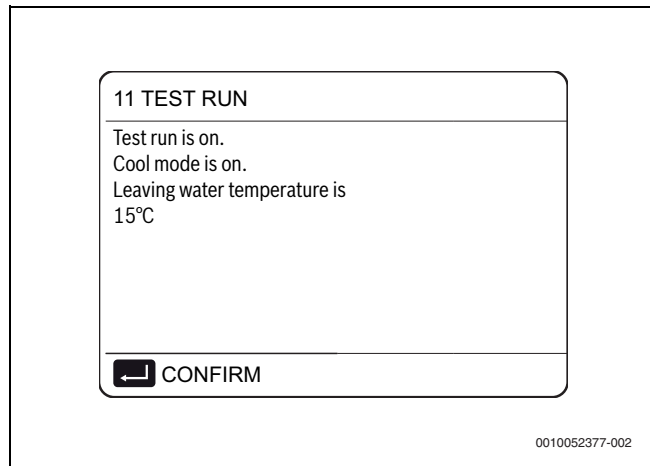 11 TEST RUN
Test run is on.
Cool mode is on.
Leaving water temperature is
15°C
CONFIRM
0010052377-002